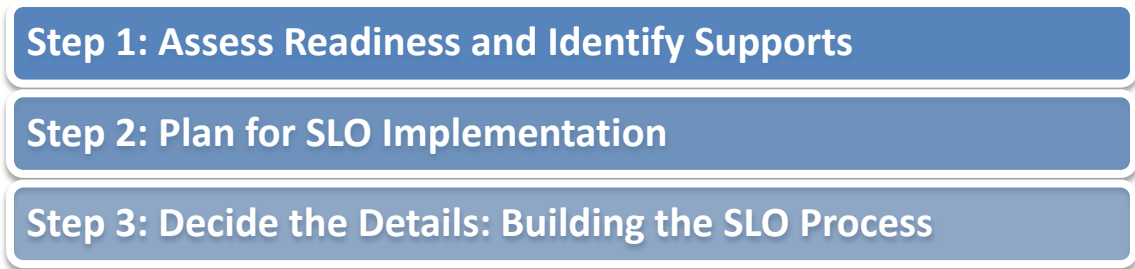 Step 1: Assess Readiness and Identify Supports
Step 2: Plan for SLO Implementation
Step 3: Decide the Details: Building the SLO Process